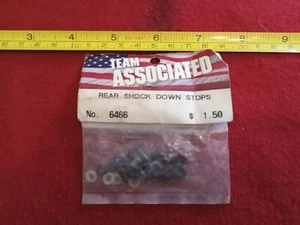 3 4 5 6 7 8 9
TEAM
ASSOCIATED
REAR SHOCK DOWN STOPS
No. 6466 $ 1.50